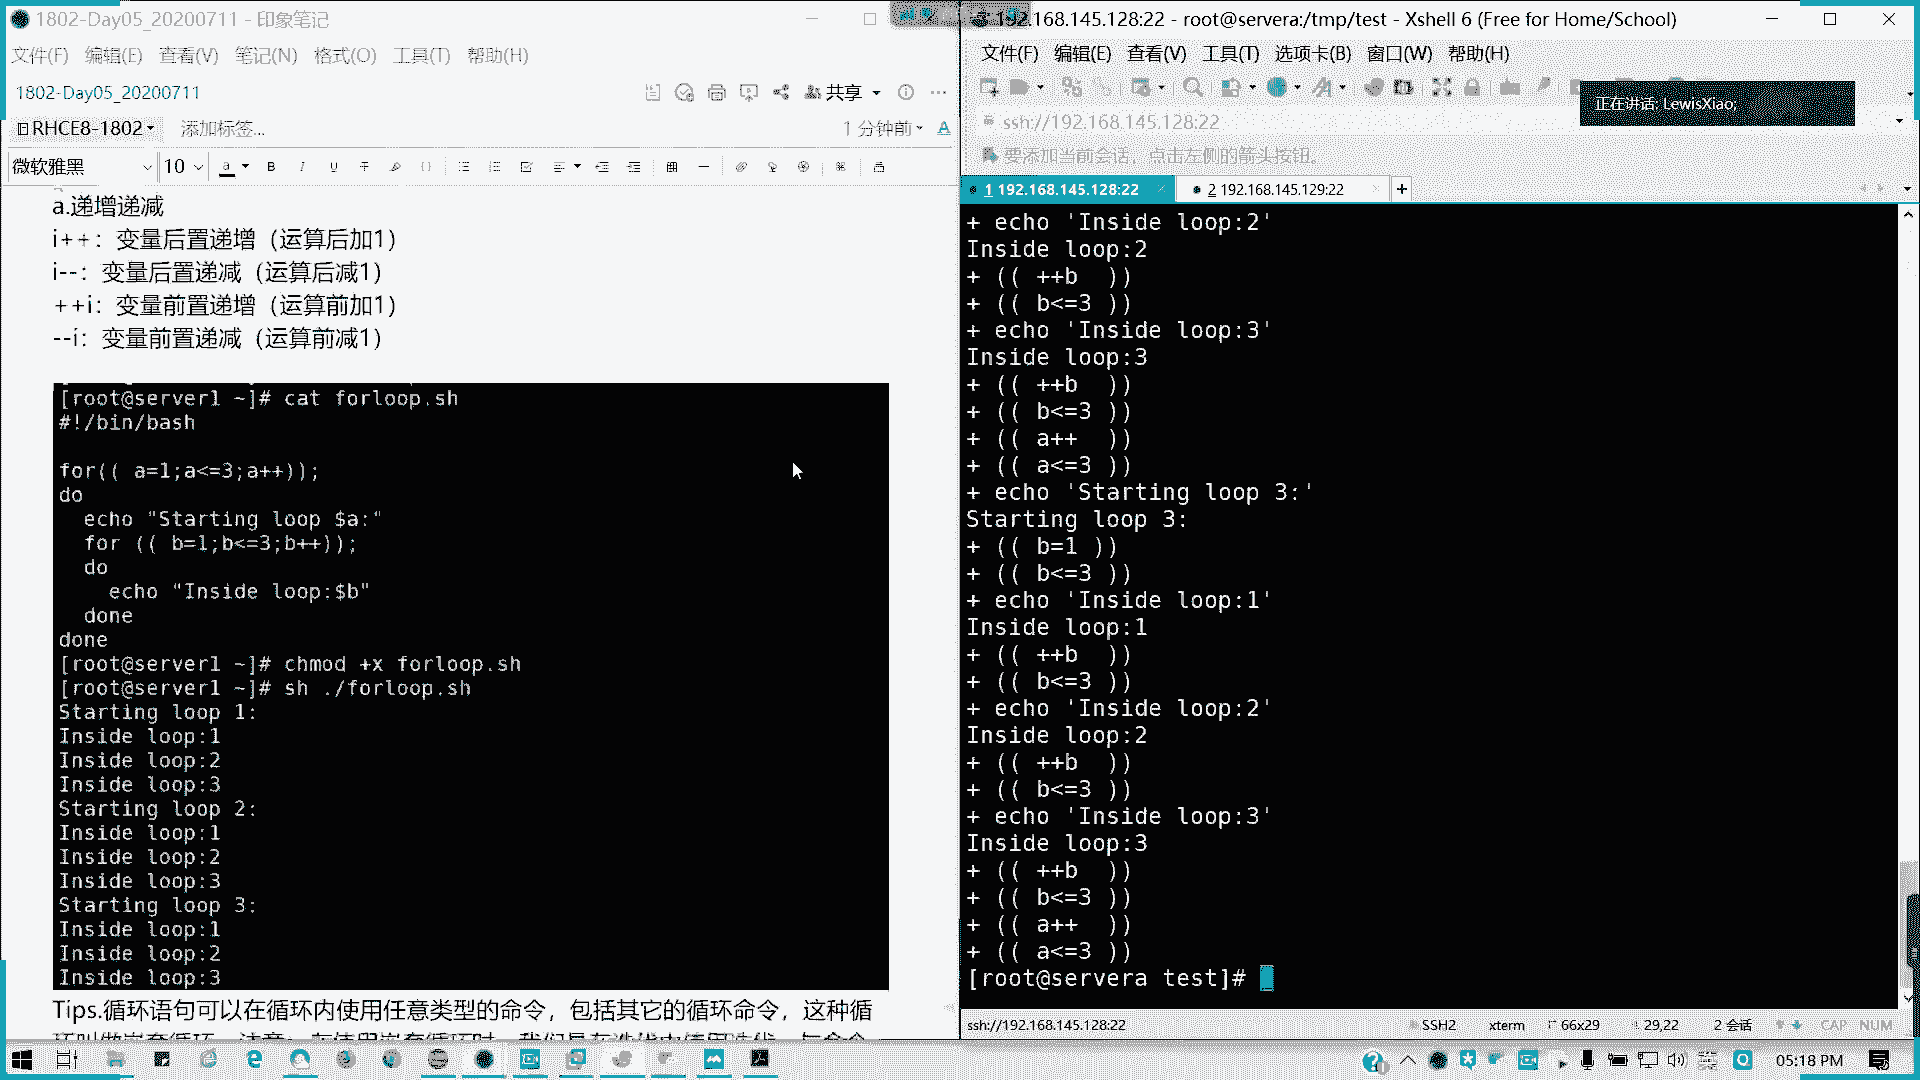 1802-Day05_20200711 - 印象笔记
文件(F) 编辑(E) 查看(V) 笔记(N) 格式(O) 工具(T) 帮助(H)
1802-Day05_20200711
共享
RHCE8-1802
添加标签...
1 分钟前
微软雅黑 10
a.递增递减
i++：变量后置递增（运算后加1）
i--：变量后置递减（运算后减1）
++i：变量前置递增（运算前加1）
--i：变量前置递减（运算前减1）
[root@server1 ~]# cat forloop.sh
#!/bin/bash
for(( a=1;a<=3;a++));
do
echo "Starting loop $a:"
for (( b=1;b<=3;b++));
do
echo "Inside loop:$b"
done
done
[root@server1 ~]# chmod +x forloop.sh
[root@server1 ~]# sh ./forloop.sh
Starting loop 1:
Inside loop:1
Inside loop:2
Inside loop:3
Starting loop 2:
Inside loop:1
Inside loop:2
Inside loop:3
Starting loop 3:
Inside loop:1
Inside loop:2
Inside loop:3
Tips.循环语句可以在循环内使用任意类型的命令，包括其它的循环命令，这种循
192.168.145.128:22 - root@servera:/tmp/test - Xshell 6 (Free for Home/School)
文件(F) 编辑(E) 查看(V) 工具(T) 选项卡(B) 窗口(W) 帮助(H)
正在讲话: LewisXiao;
ssh://192.168.145.128:22
要添加当前会话，点击左侧的箭头按钮。
1 192.168.145.128:22
2 192.168.145.129:22
+ echo 'Inside loop:2'
Inside loop:2
+ (( ++b  ))
+ (( b<=3 ))
+ echo 'Inside loop:3'
Inside loop:3
+ (( ++b  ))
+ (( b<=3 ))
+ (( a++  ))
+ (( a<=3 ))
+ echo 'Starting loop 3:'
Starting loop 3:
+ (( b=1 ))
+ (( b<=3 ))
+ echo 'Inside loop:1'
Inside loop:1
+ (( ++b  ))
+ (( b<=3 ))
+ echo 'Inside loop:2'
Inside loop:2
+ (( ++b  ))
+ (( b<=3 ))
+ echo 'Inside loop:3'
Inside loop:3
+ (( ++b  ))
+ (( b<=3 ))
+ (( a++  ))
+ (( a<=3 ))
[root@servera test]#
ssh://192.168.145.128:22
SSH2 xterm 66x29 29,22 2 会话 CAP NUM
05:18 PM